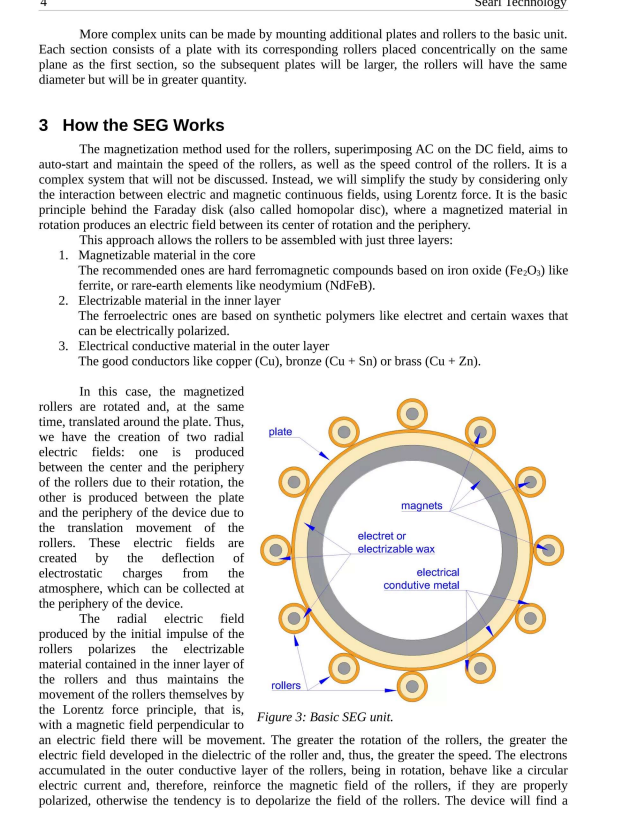 4
Searl Technology
More complex units can be made by mounting additional plates and rollers to the basic unit.
Each section consists of a plate with its corresponding rollers placed concentrically on the same
plane as the first section, so the subsequent plates will be larger, the rollers will have the same
diameter but will be in greater quantity.
3 How the SEG Works
The magnetization method used for the rollers, superimposing AC on the DC field, aims to
auto-start and maintain the speed of the rollers, as well as the speed control of the rollers. It is a
complex system that will not be discussed. Instead, we will simplify the study by considering only
the interaction between electric and magnetic continuous fields, using Lorentz force. It is the basic
principle behind the Faraday disk (also called homopolar disc), where a magnetized material in
rotation produces an electric field between its center of rotation and the periphery.
This approach allows the rollers to be assembled with just three layers:
1. Magnetizable material in the core
The recommended ones are hard ferromagnetic compounds based on iron oxide (Fe₂O₃) like
ferrite, or rare-earth elements like neodymium (NdFeB).
2. Electrizable material in the inner layer
The ferroelectric ones are based on synthetic polymers like electret and certain waxes that
can be electrically polarized.
3. Electrical conductive material in the outer layer
The good conductors like copper (Cu), bronze (Cu + Sn) or brass (Cu + Zn).
In this case, the magnetized
rollers are rotated and, at the same
time, translated around the plate. Thus,
we have the creation of two radial
electric fields: one is produced
between the center and the periphery
of the rollers due to their rotation, the
other is produced between the plate
and the periphery of the device due to
the translation movement of the
rollers. These electric fields are
created by the deflection of
electrostatic charges from the
atmosphere, which can be collected at
the periphery of the device.
The radial electric field
produced by the initial impulse of the
rollers polarizes the electrizable
material contained in the inner layer of
the rollers and thus maintains the
movement of the rollers themselves by
the Lorentz force principle, that is,
with a magnetic field perpendicular to
plate
magnets
electret or
electrizable wax
electrical
condutive metal
rollers
Figure 3: Basic SEG unit.
an electric field there will be movement. The greater the rotation of the rollers, the greater the
electric field developed in the dielectric of the roller and, thus, the greater the speed. The electrons
accumulated in the outer conductive layer of the rollers, being in rotation, behave like a circular
electric current and, therefore, reinforce the magnetic field of the rollers, if they are properly
polarized, otherwise the tendency is to depolarize the field of the rollers. The device will find a